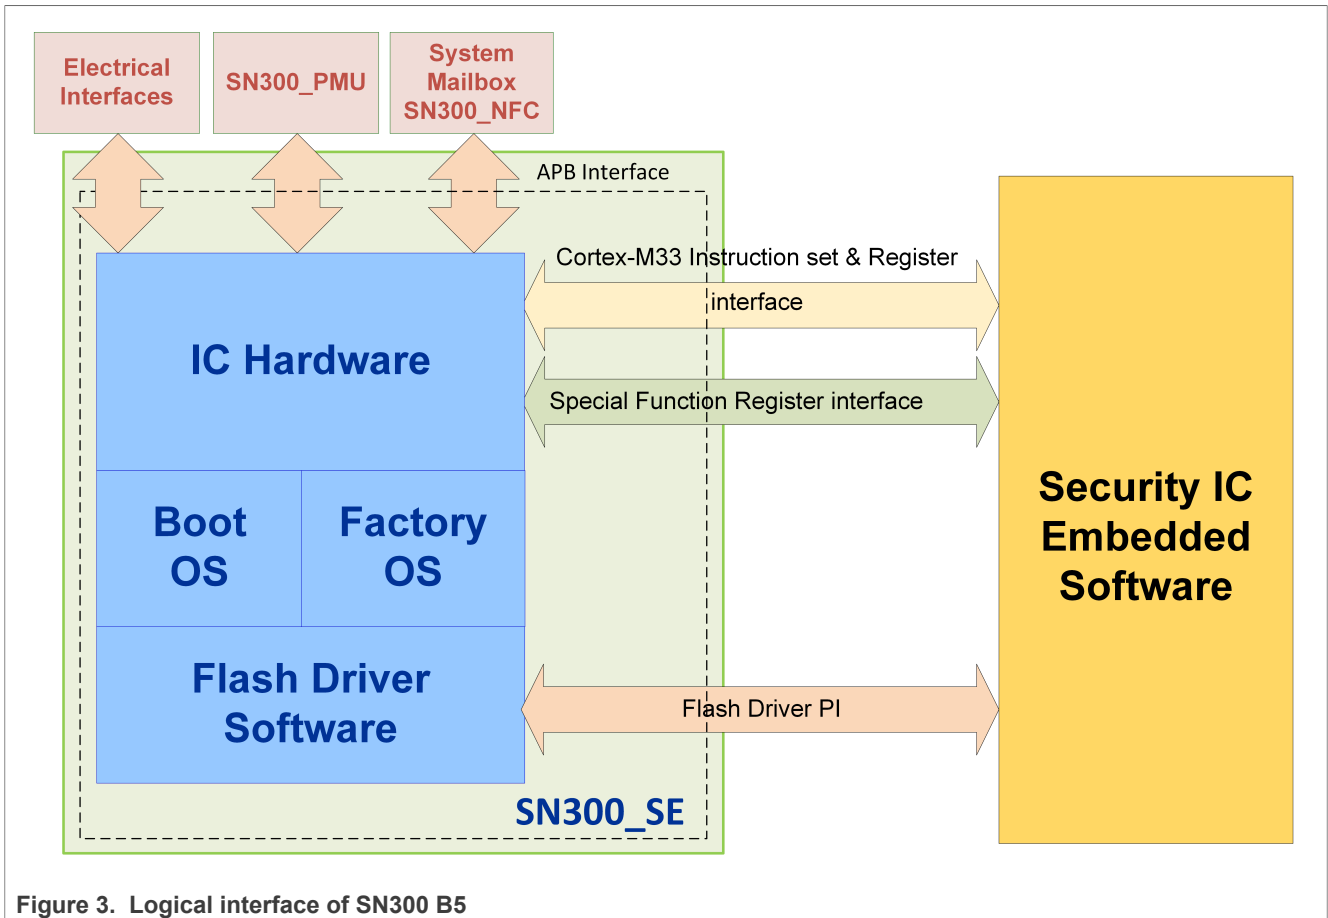 Electrical
Interfaces
SN300_PMU
System
Mailbox
SN300_NFC
APB Interface
Cortex-M33 Instruction set & Register
interface
IC Hardware
Special Function Register interface
Boot
OS
Factory
OS
Security IC
Embedded
Software
Flash Driver
Software
Flash Driver PI
SN300_SE
Figure 3. Logical interface of SN300 B5